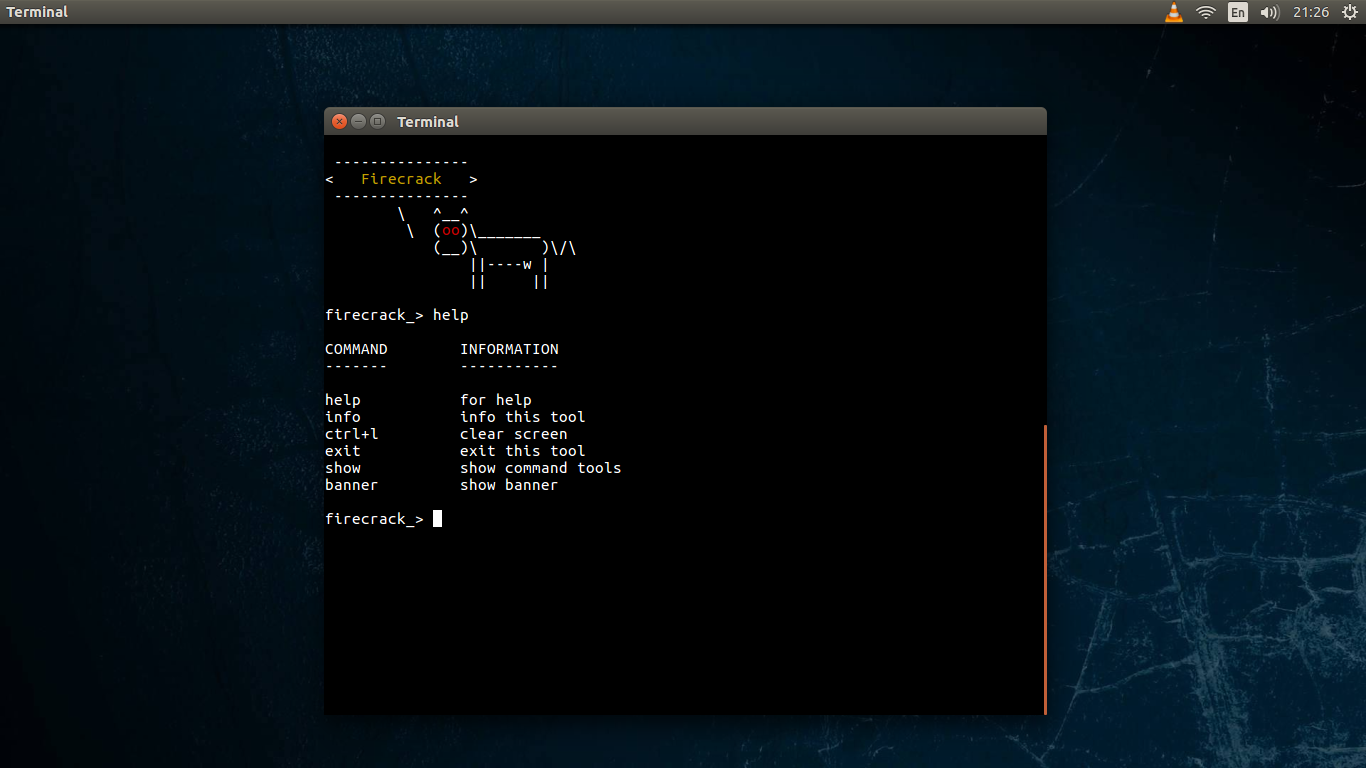 Terminal
En
21:26
Terminal
 ---------------
<   Firecrack   >
 ---------------
        \   ^__^
         \  (oo)\_______
            (__)\       )\/\
                ||----w |
                ||     ||
firecrack_> help
COMMAND        INFORMATION
-------        -----------
help           for help
info           info this tool
ctrl+l         clear screen
exit           exit this tool
show           show command tools
banner         show banner
firecrack_>